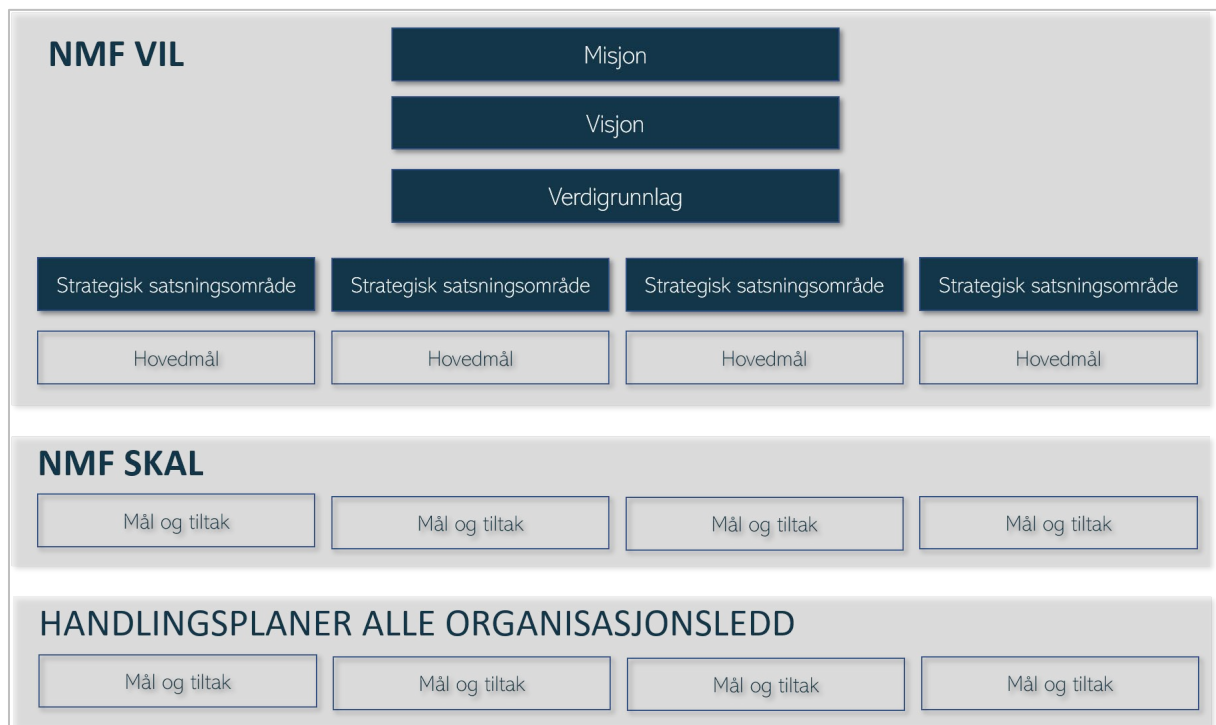 NMF VIL
Misjon
Visjon
Verdigrunnlag
Strategisk satsningsområde
Strategisk satsningsområde
Strategisk satsningsområde
Strategisk satsningsområde
Hovedmål
Hovedmål
Hovedmål
Hovedmål
NMF SKAL
Mål og tiltak
Mål og tiltak
Mål og tiltak
Mål og tiltak
HANDLINGSPLANER ALLE ORGANISASJONSLEDD
Mål og tiltak
Mål og tiltak
Mål og tiltak
Mål og tiltak